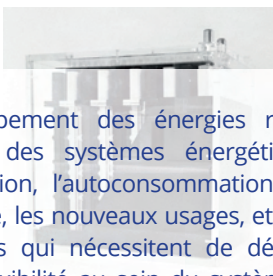 pement des énergies r
des systèmes énergéti
ion, l'autoconsommation
, les nouveaux usages, et
s qui nécessitent de dé